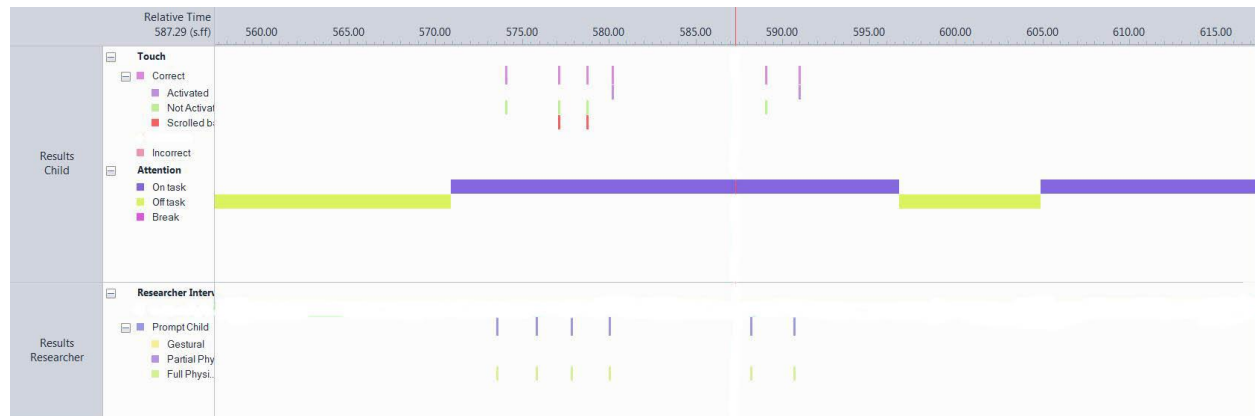 Relative Time
587.29 (s.ff)
560.00 565.00 570.00 575.00 580.00 585.00 590.00 595.00 600.00 605.00 610.00 615.00
Touch
Correct
Activated
Not Activat
Scrolled ba
Incorrect
Results
Child
Attention
On task
Off task
Break
Researcher Interv
Prompt Child
Results
Researcher
Gestural
Partial Phy
Full Physi...